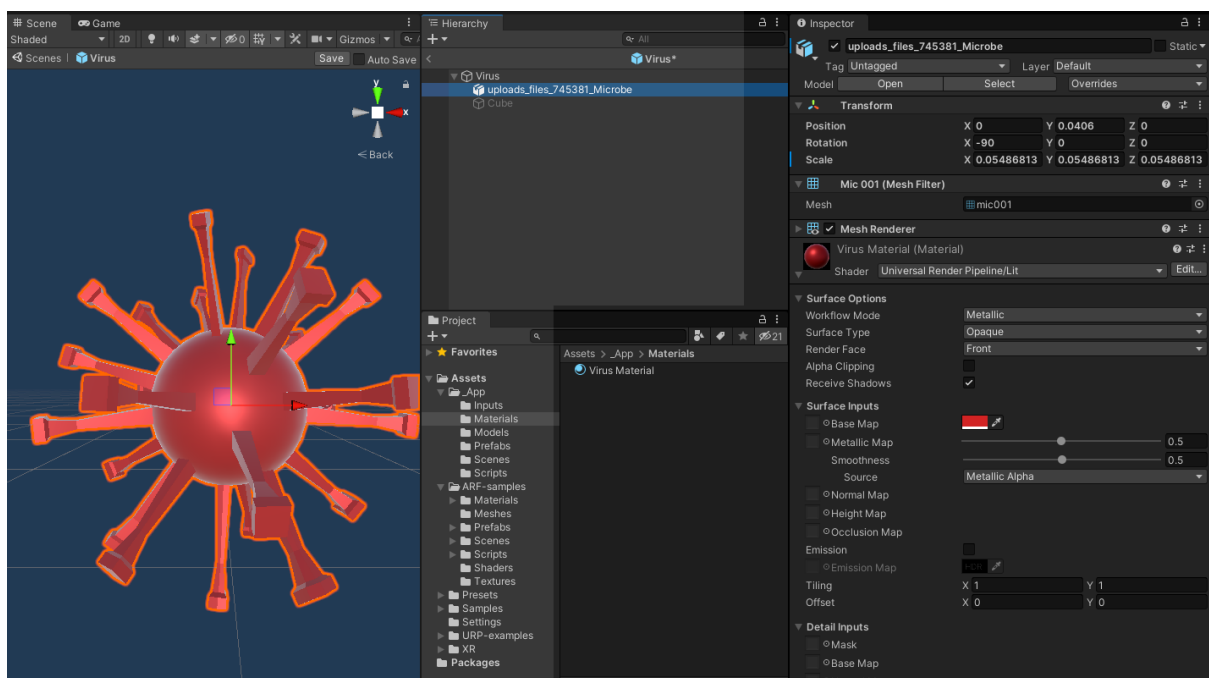 Scene Game
Shaded 2D 0 Gizmos
Scenes | Virus Save Auto Save
y
x
< Back
Hierarchy
+ All
< Virus*
Virus
uploads_files_745381_Microbe
Cube
Project
+ 21
Favorites
Assets
_App
Inputs
Materials
Models
Prefabs
Scenes
Scripts
ARF-samples
Materials
Meshes
Prefabs
Scenes
Scripts
Shaders
Textures
Presets
Samples
Settings
URP-examples
XR
Packages
Assets > _App > Materials
Virus Material
Inspector
uploads_files_745381_Microbe Static
Tag Untagged Layer Default
Model Open Select Overrides
Transform
Position X 0 Y 0.0406 Z 0
Rotation X -90 Y 0 Z 0
Scale X 0.05486813 Y 0.05486813 Z 0.05486813
Mic 001 (Mesh Filter)
Mesh mic001
Mesh Renderer
Virus Material (Material)
Shader Universal Render Pipeline/Lit Edit...
Surface Options
Workflow Mode Metallic
Surface Type Opaque
Render Face Front
Alpha Clipping
Receive Shadows
Surface Inputs
Base Map
Metallic Map 0.5
Smoothness 0.5
Source Metallic Alpha
Normal Map
Height Map
Occlusion Map
Emission
Emission Map HDR
Tiling X 1 Y 1
Offset X 0 Y 0
Detail Inputs
Mask
Base Map